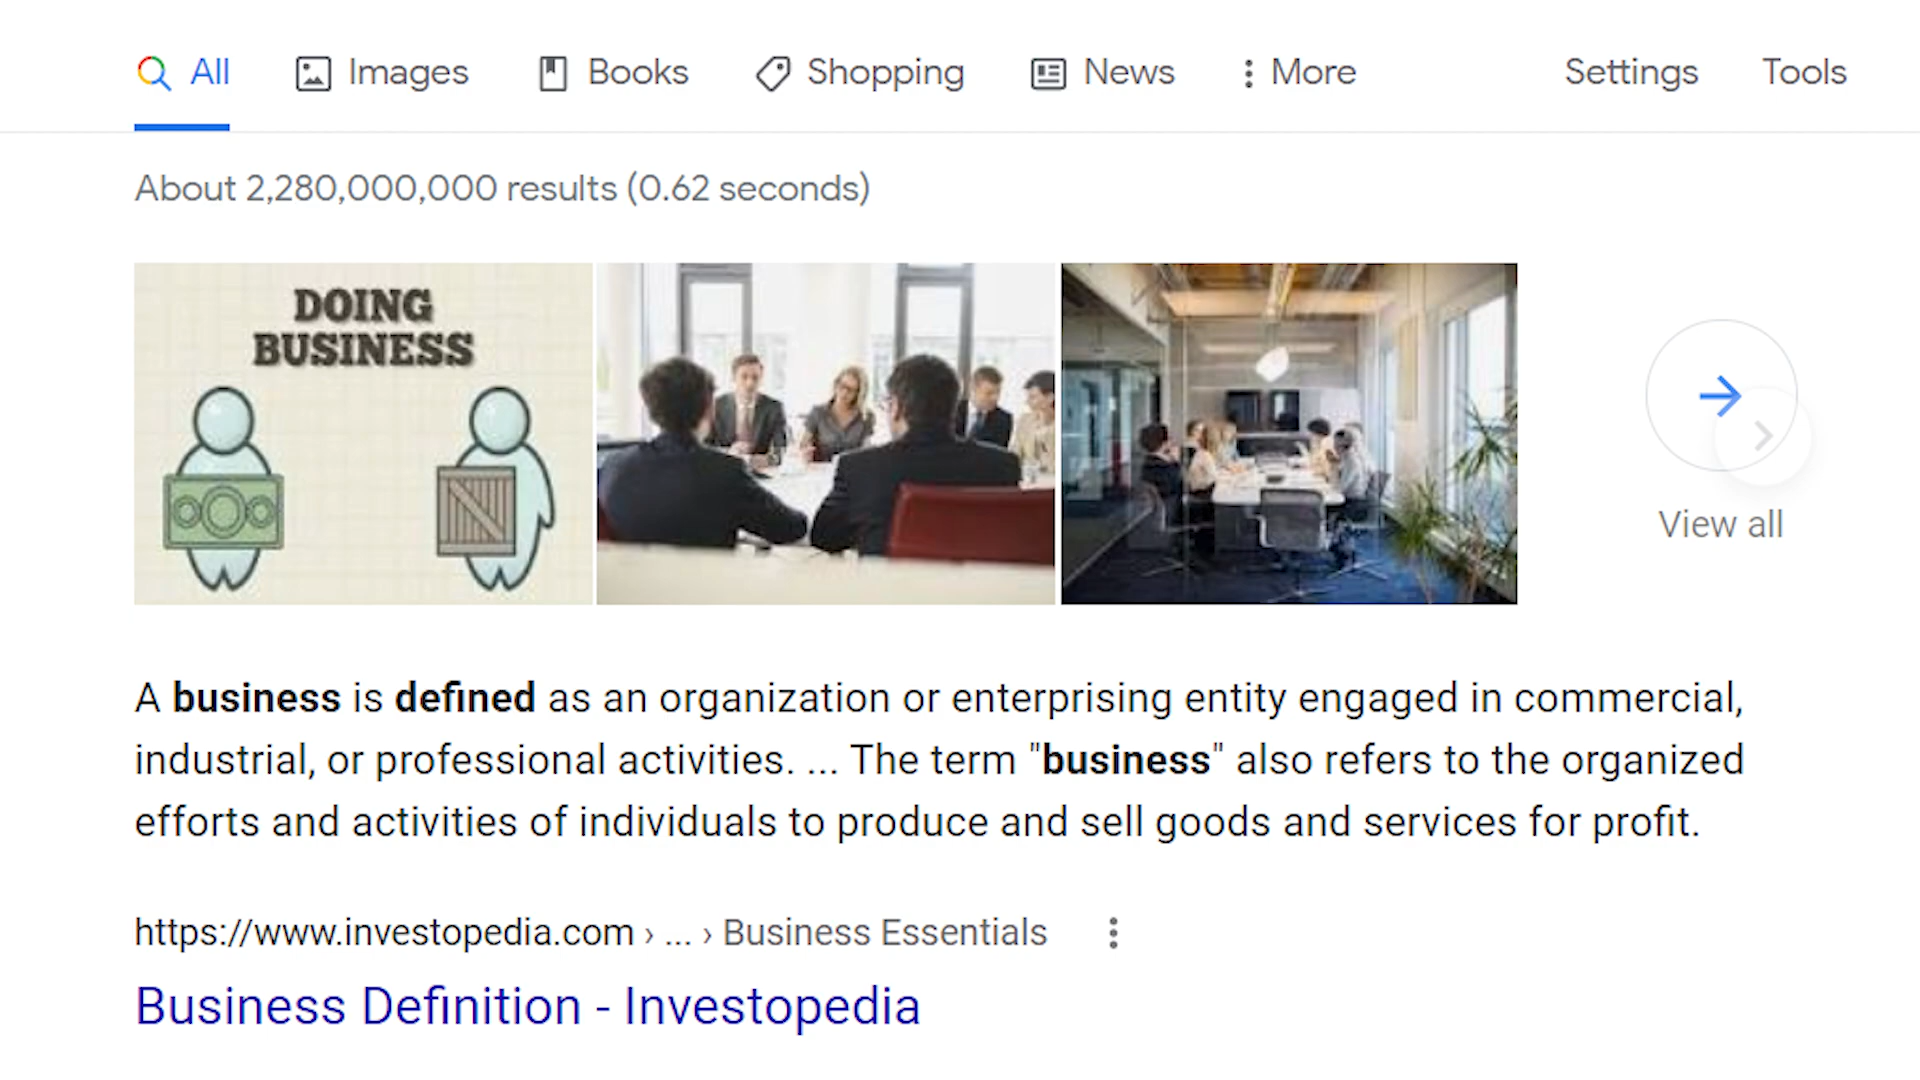 All Images Books Shopping News More Settings Tools
About 2,280,000,000 results (0.62 seconds)
DOING
BUSINESS
View all
A business is defined as an organization or enterprising entity engaged in commercial,
industrial, or professional activities. ... The term "business" also refers to the organized
efforts and activities of individuals to produce and sell goods and services for profit.
https://www.investopedia.com › ... › Business Essentials
Business Definition - Investopedia